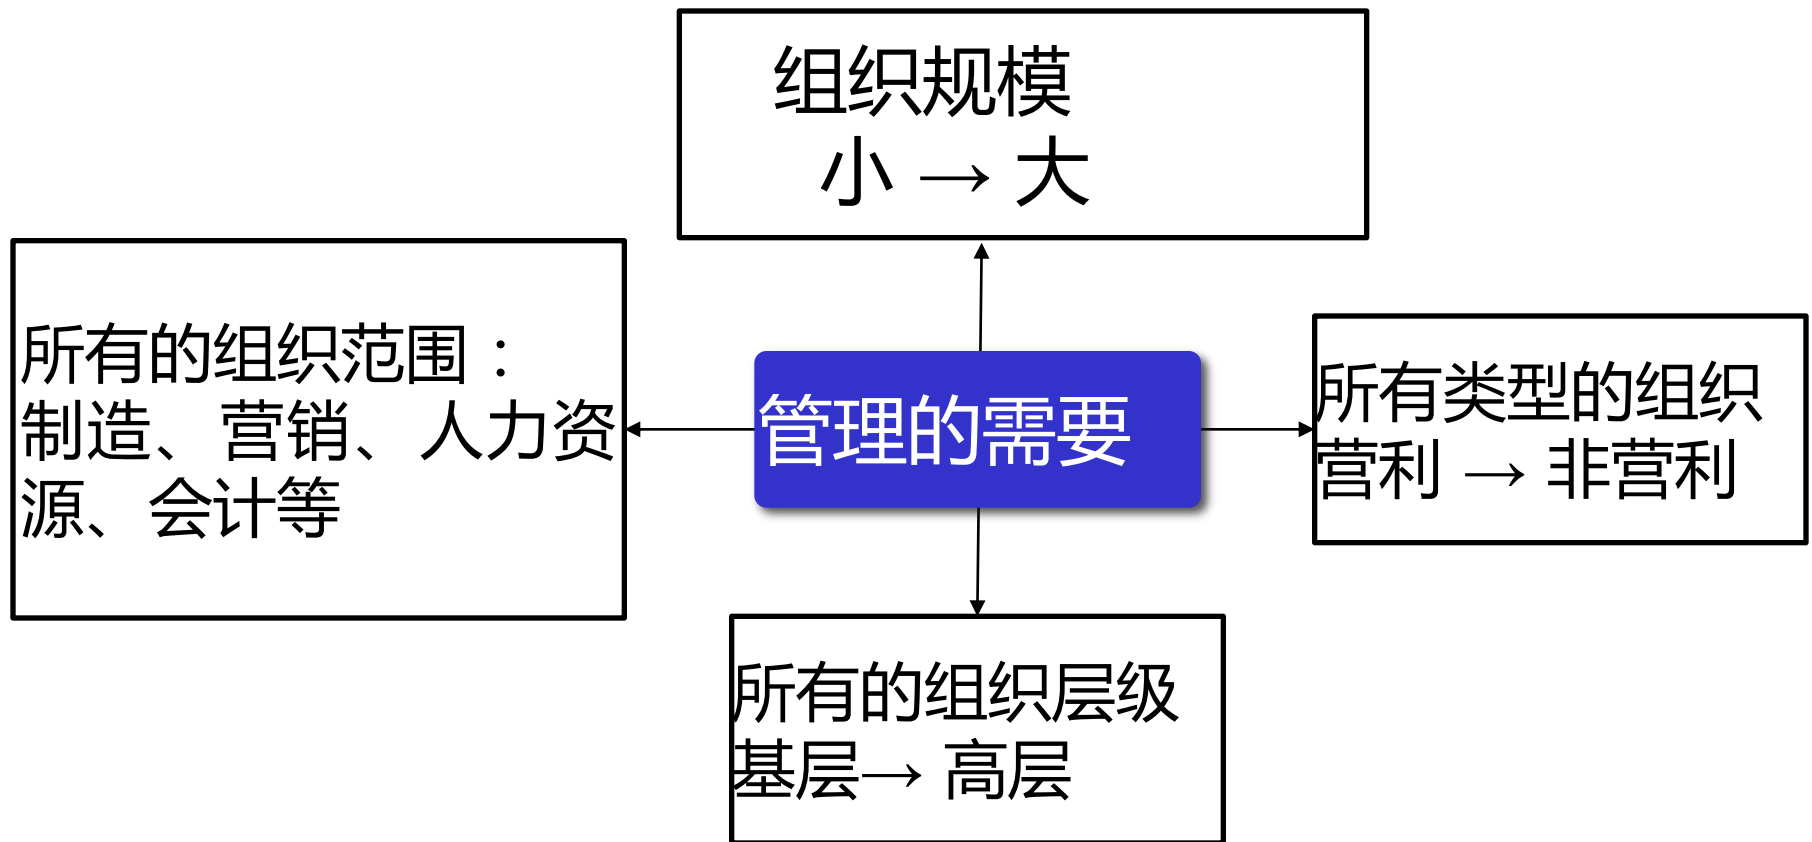 组织规模
小 → 大
所有的组织范围：
制造、营销、人力资
源、会计等
管理的需要
所有类型的组织
营利 → 非营利
所有的组织层级
基层→ 高层